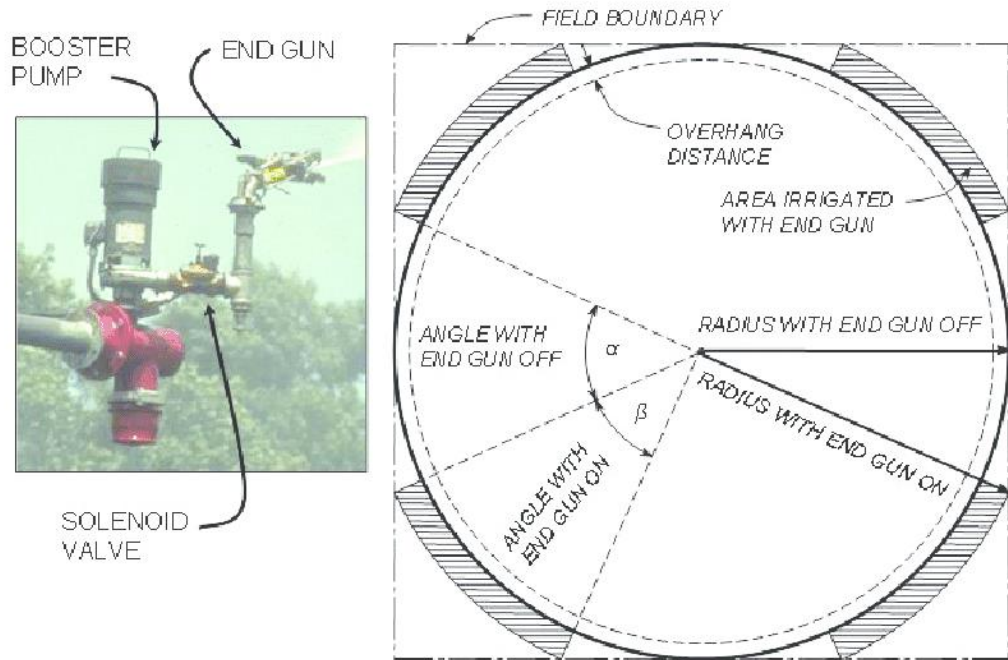 BOOSTER
PUMP
END GUN
SOLENOID
VALVE
FIELD BOUNDARY
OVERHANG
DISTANCE
AREA IRRIGATED
WITH END GUN
RADIUS WITH END GUN OFF
RADIUS WITH END GUN ON
ANGLE WITH
END GUN OFF
α
β
ANGLE WITH
END GUN ON